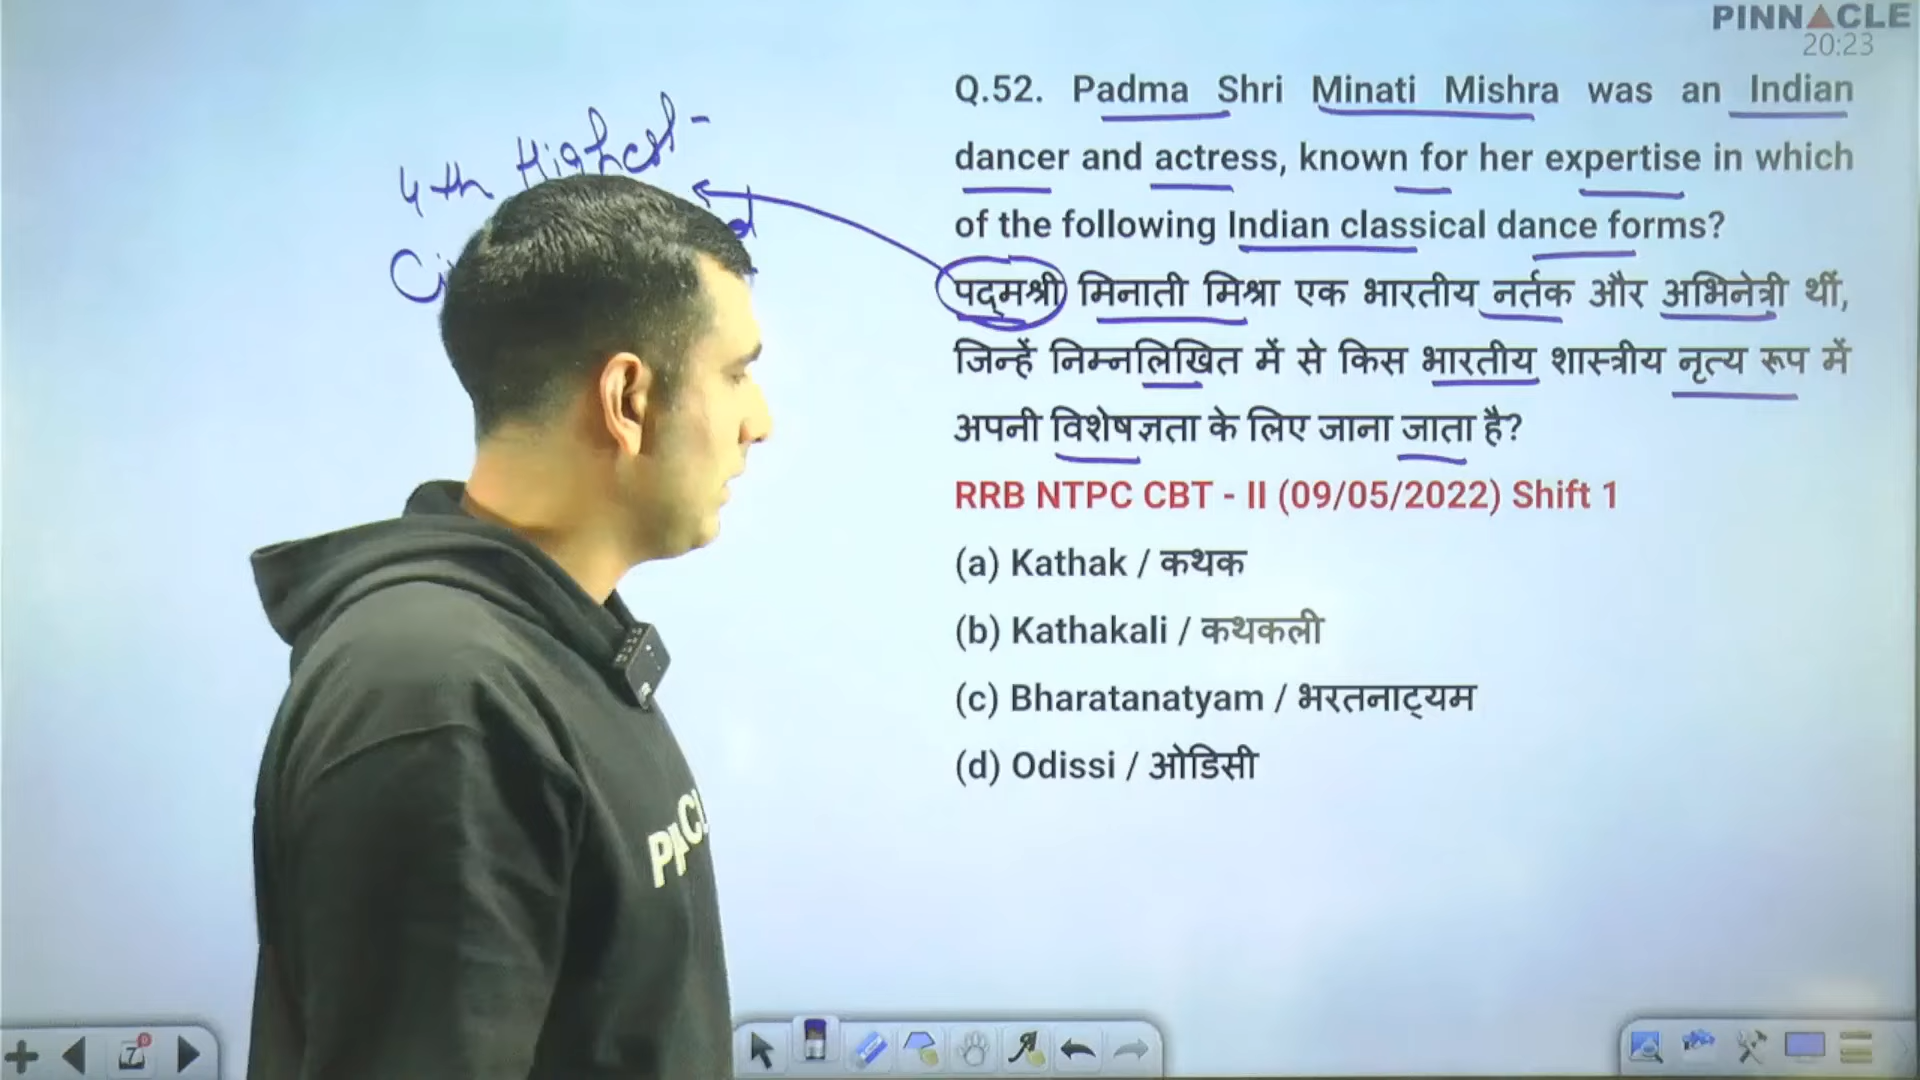 PINNACLE
20:23
Q.52. Padma Shri Minati Mishra was an Indian
dancer and actress, known for her expertise in which
of the following Indian classical dance forms?
पद्मश्री मिनाती मिश्रा एक भारतीय नर्तक और अभिनेत्री थीं,
जिन्हें निम्नलिखित में से किस भारतीय शास्त्रीय नृत्य रूप में
अपनी विशेषज्ञता के लिए जाना जाता है?
RRB NTPC CBT - II (09/05/2022) Shift 1
(a) Kathak / कथक
(b) Kathakali / कथकली
(c) Bharatanatyam / भरतनाट्यम
(d) Odissi / ओडिसी
4th Highest
7
0